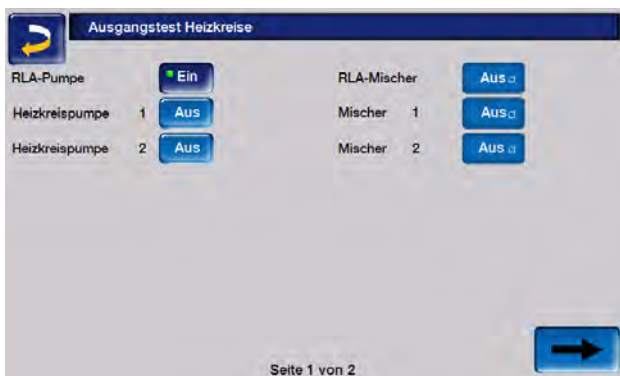 Ausgangstest Heizkreise
RLA-Pumpe Ein RLA-Mischer Aus
Heizkreispumpe 1 Aus Mischer 1 Aus
Heizkreispumpe 2 Aus Mischer 2 Aus
Seite 1 von 2